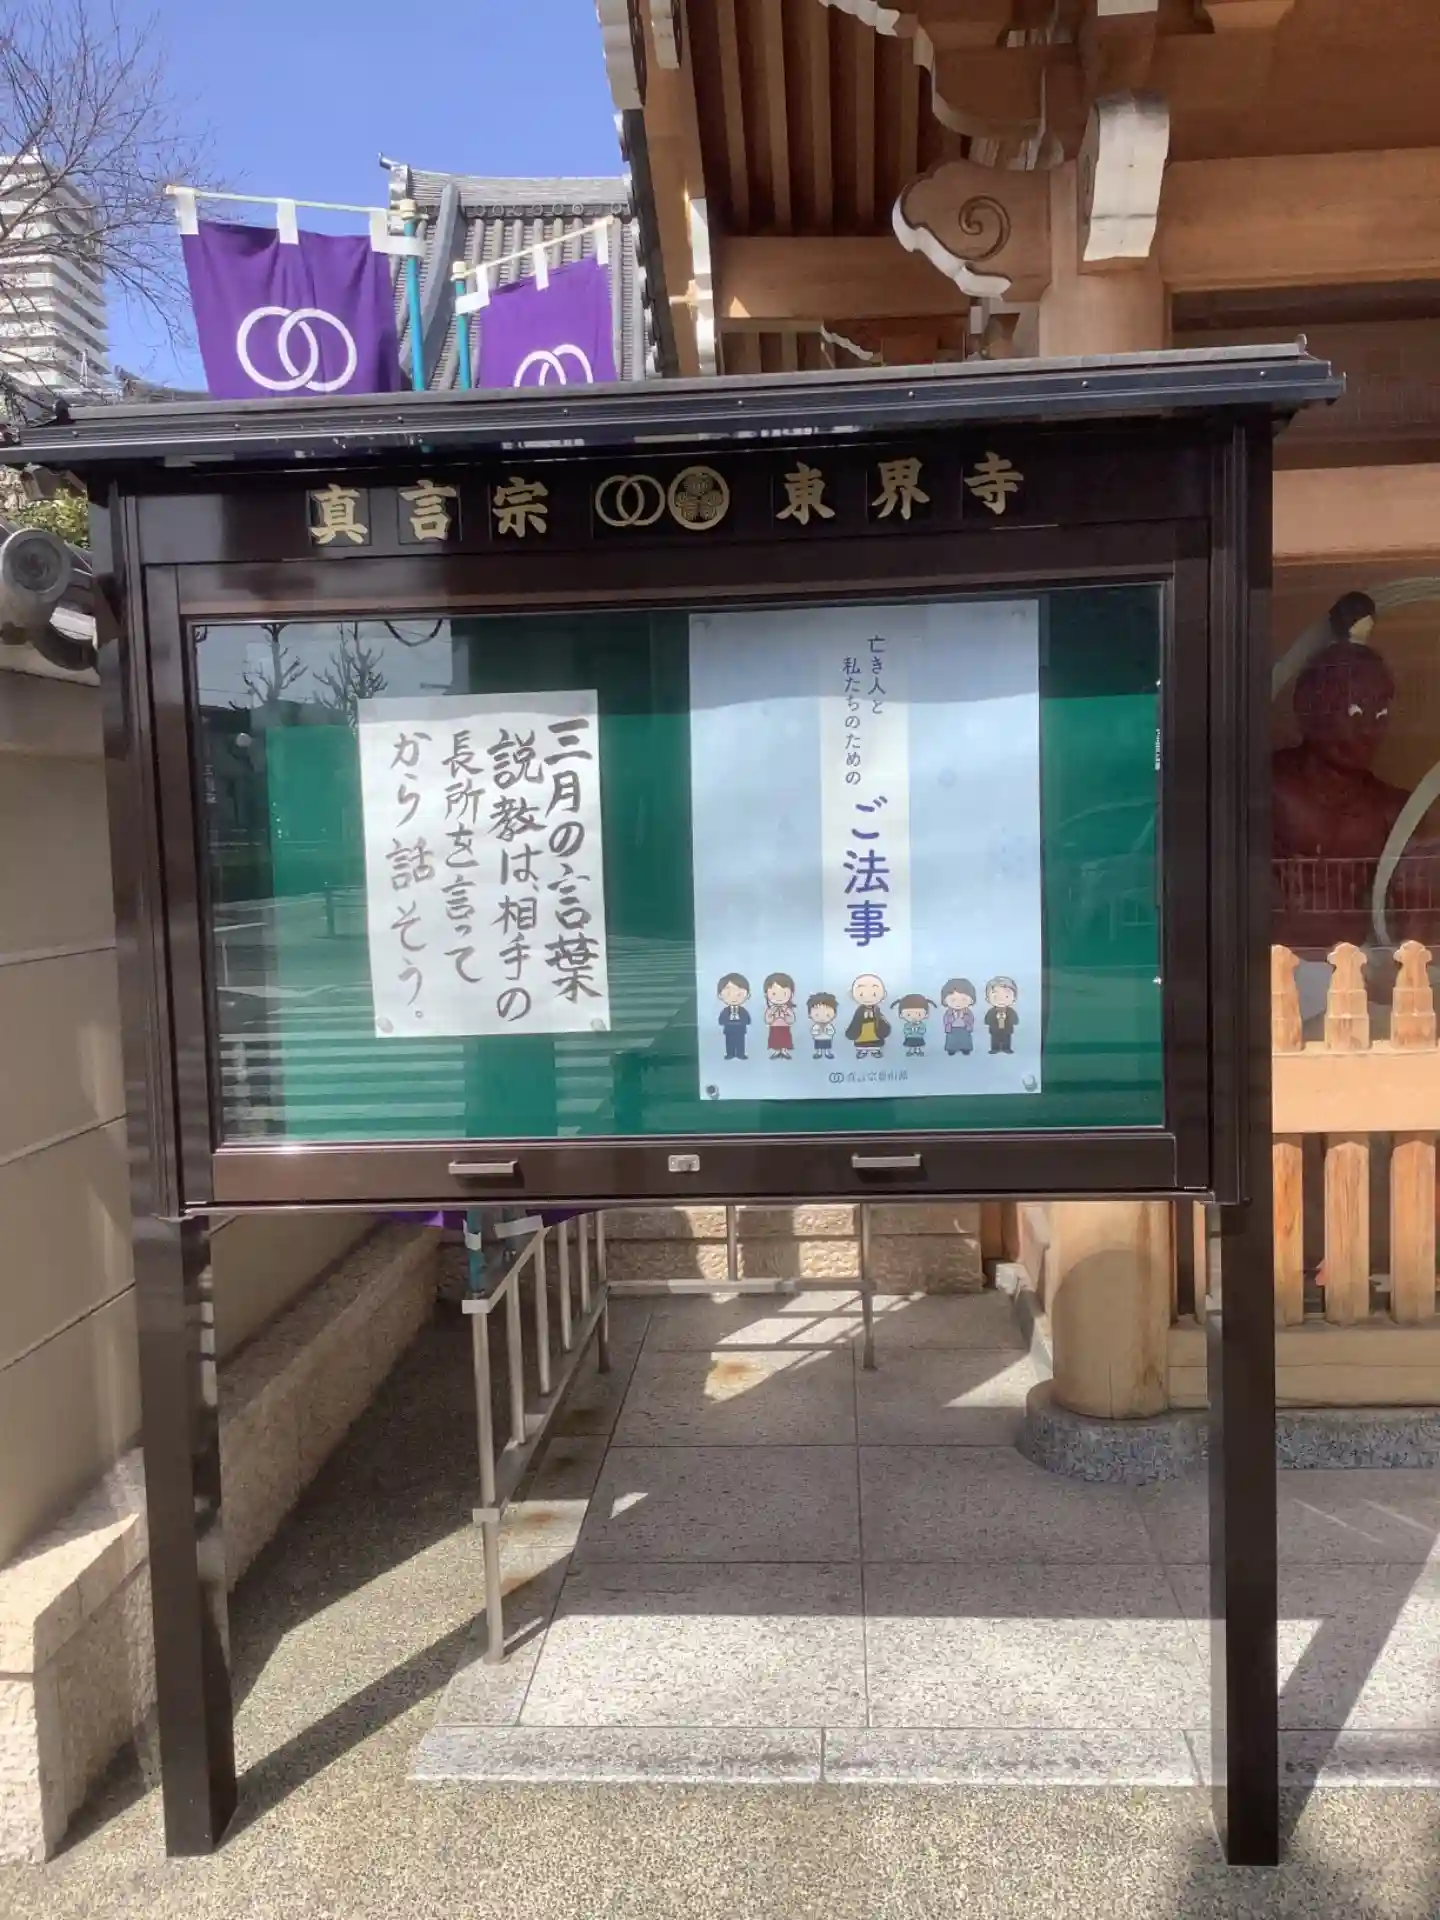 真言宗 東界寺
三月の言葉
説教は、相手の
長所を言って
から話そう。
亡き人と
私たちのための
ご法事